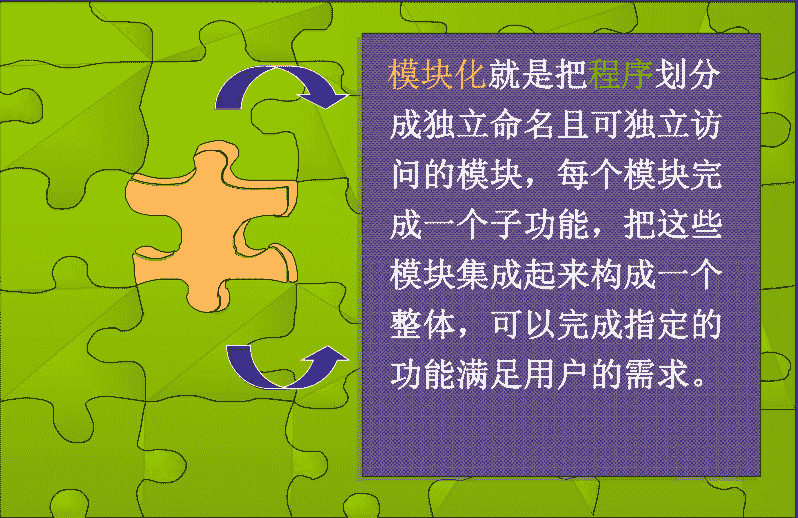 模块化就是把程序划分
成独立命名且可独立访
问的模块，每个模块完
成一个子功能，把这些
模块集成起来构成一个
整体，可以完成指定的
功能满足用户的需求。